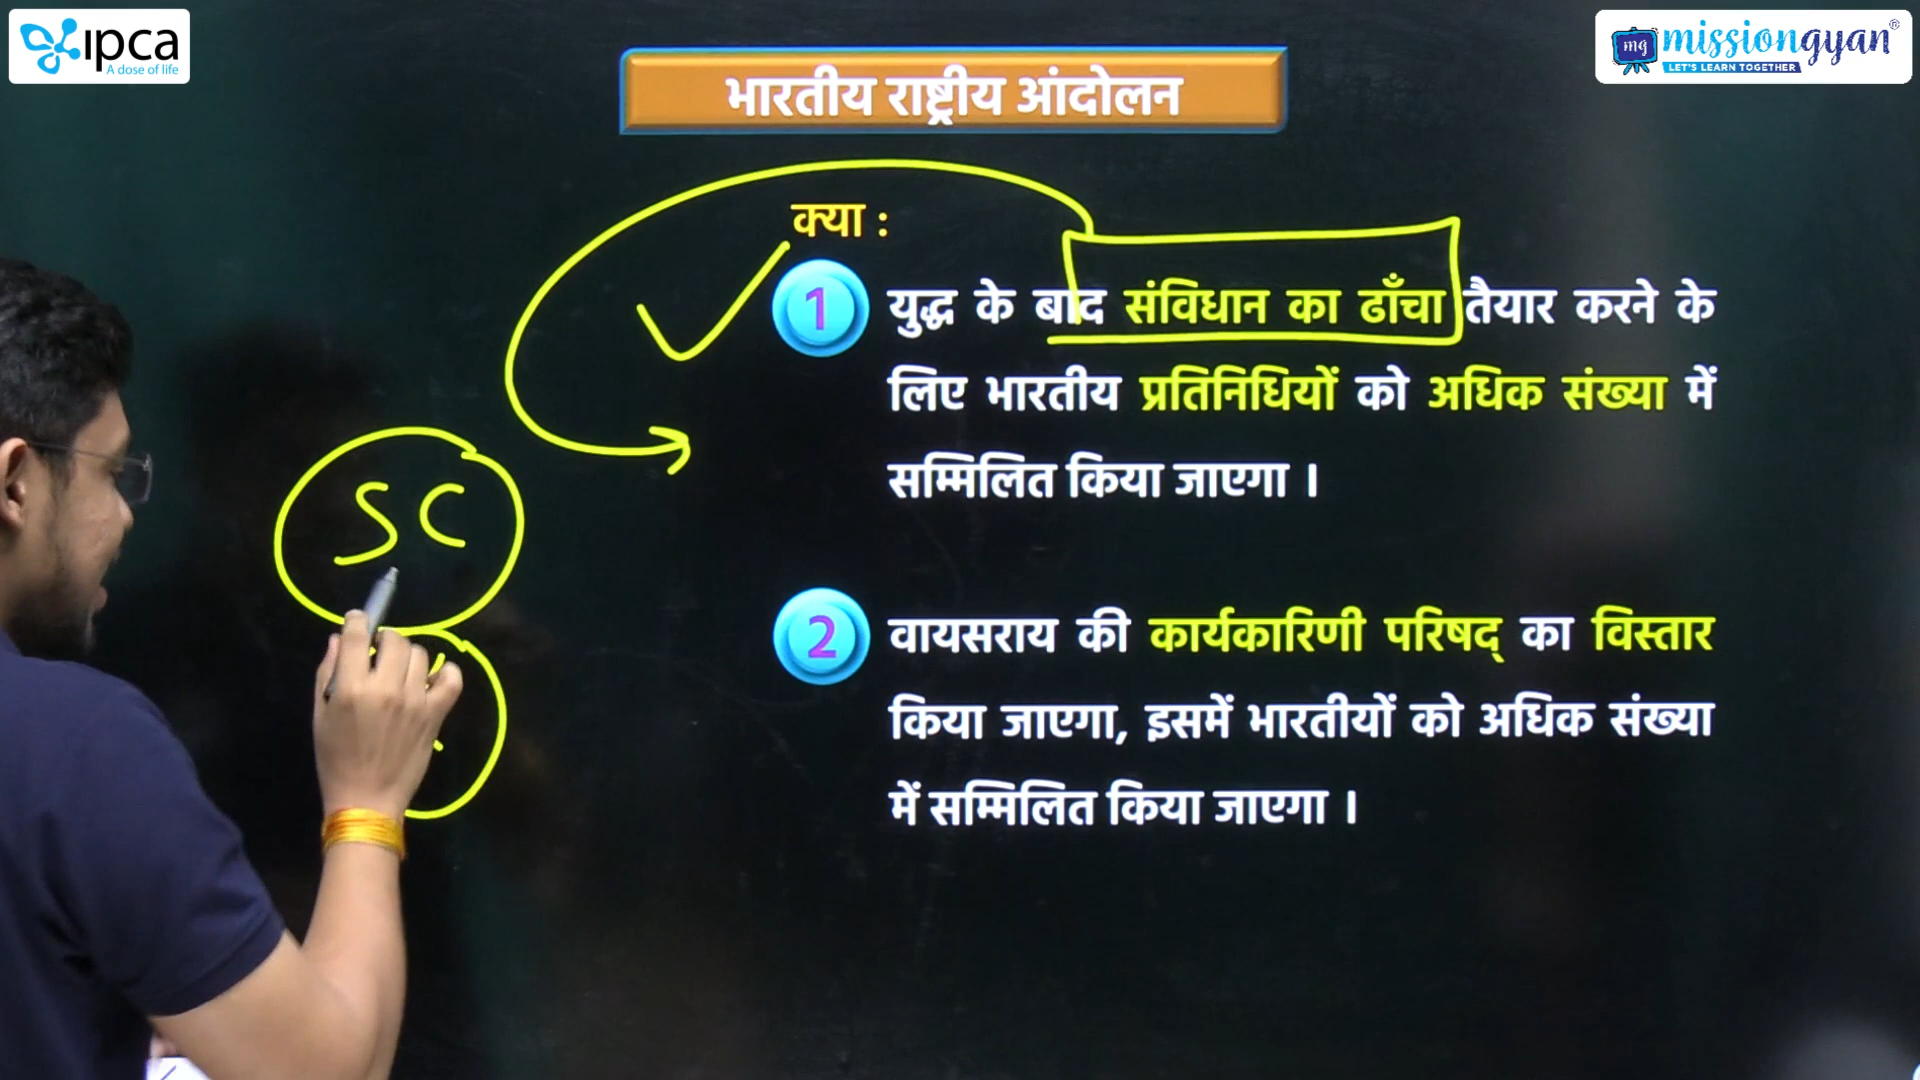 ipca
A dose of life
mg missiongyan®
LET'S LEARN TOGETHER
भारतीय राष्ट्रीय आंदोलन
क्या :
1 युद्ध के बाद संविधान का ढाँचा तैयार करने के
लिए भारतीय प्रतिनिधियों को अधिक संख्या में
सम्मिलित किया जाएगा ।
SC
2 वायसराय की कार्यकारिणी परिषद् का विस्तार
किया जाएगा, इसमें भारतीयों को अधिक संख्या
में सम्मिलित किया जाएगा ।